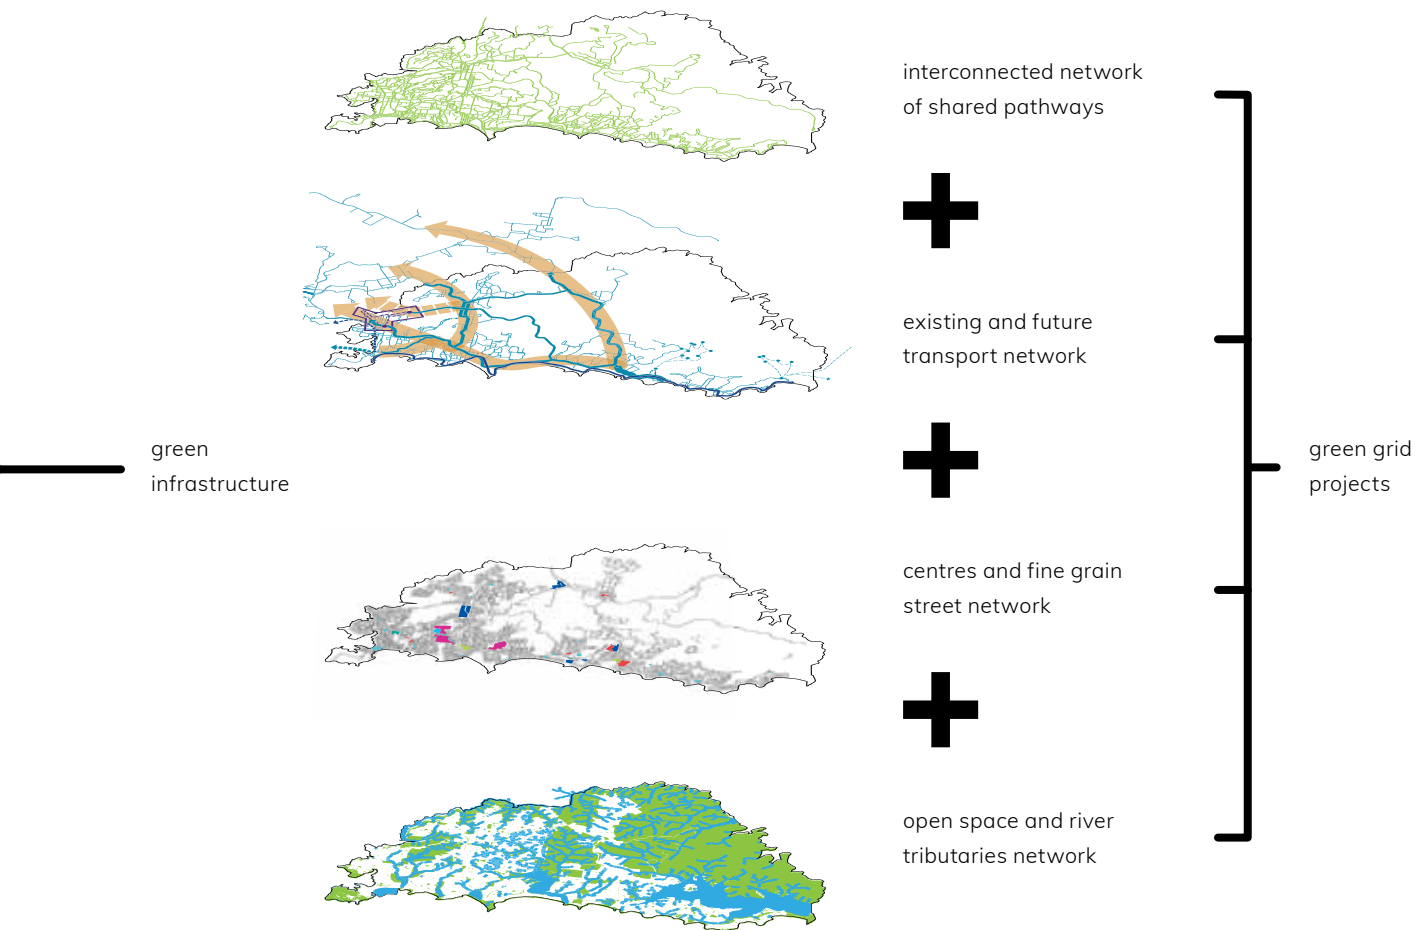 interconnected network
of shared pathways
existing and future
transport network
green
infrastructure
green grid
projects
centres and fine grain
street network
open space and river
tributaries network